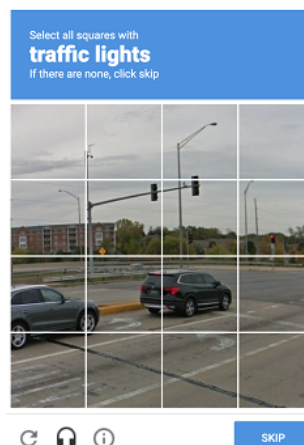 Select all squares with
traffic lights
If there are none, click skip
SKIP